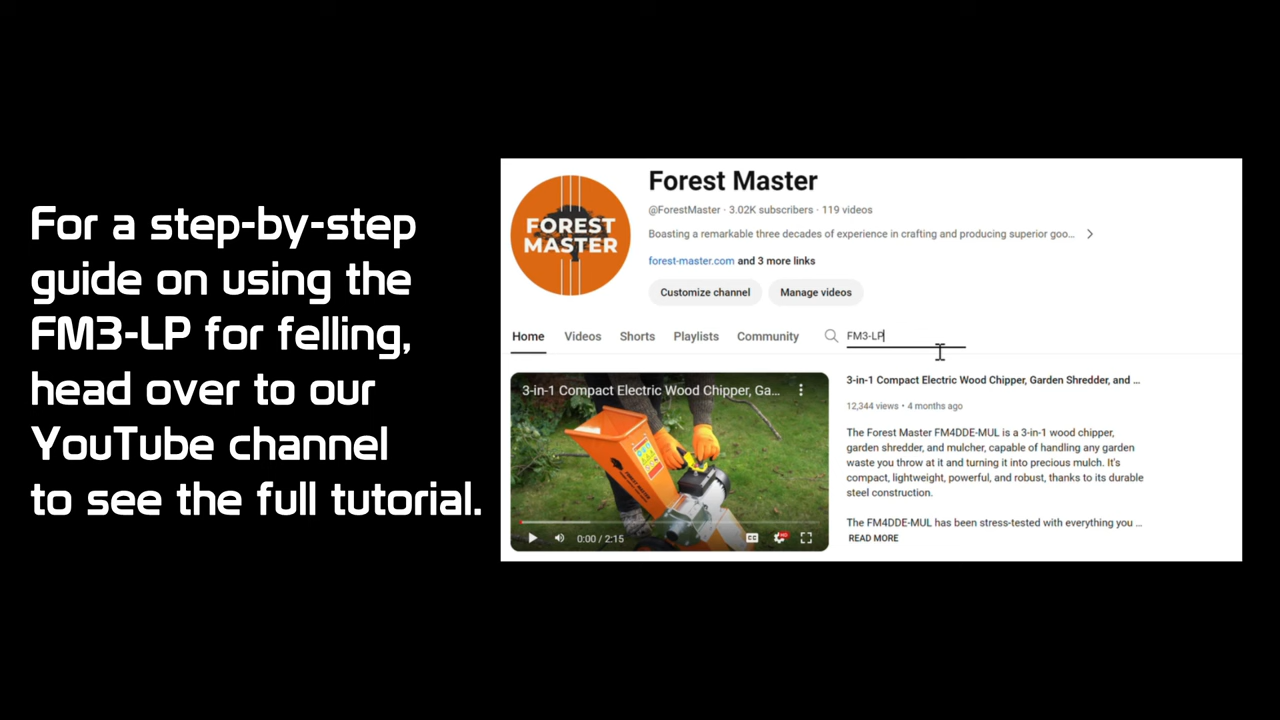 For a step-by-step
guide on using the
FM3-LP for felling,
head over to our
YouTube channel
to see the full tutorial.
FOREST
MASTER
Forest Master
@ForestMaster · 3.02K subscribers · 119 videos
Boasting a remarkable three decades of experience in crafting and producing superior goo...
forest-master.com and 3 more links
Customize channel
Manage videos
Home Videos Shorts Playlists Community FM3-LP
3-in-1 Compact Electric Wood Chipper, Ga...
0:00 / 2:15
3-in-1 Compact Electric Wood Chipper, Garden Shredder, and ...
12,344 views • 4 months ago
The Forest Master FM4DDE-MUL is a 3-in-1 wood chipper,
garden shredder, and mulcher, capable of handling any garden
waste you throw at it and turning it into precious mulch. It's
compact, lightweight, powerful, and robust, thanks to its durable
steel construction.
The FM4DDE-MUL has been stress-tested with everything you ...
READ MORE